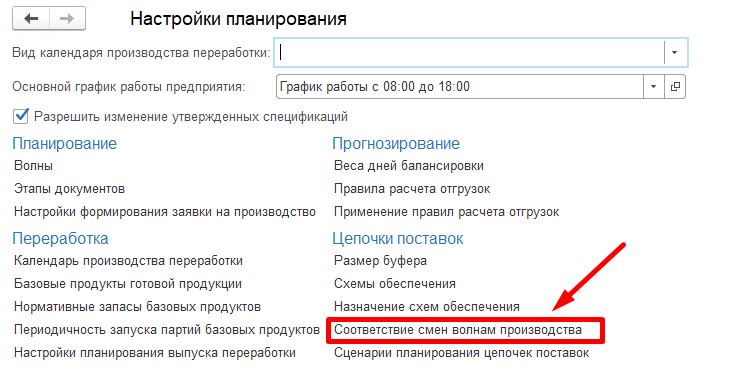 Настройки планирования
Вид календаря производства переработки:
Основной график работы предприятия: График работы с 08:00 до 18:00
Разрешить изменение утвержденных спецификаций
Планирование
Волны
Этапы документов
Настройки формирования заявки на производство
Прогнозирование
Веса дней балансировки
Правила расчета отгрузок
Применение правил расчета отгрузок
Переработка
Календарь производства переработки
Базовые продукты готовой продукции
Нормативные запасы базовых продуктов
Периодичность запуска партий базовых продуктов
Настройки планирования выпуска переработки
Цепочки поставок
Размер буфера
Схемы обеспечения
Назначение схем обеспечения
Соответствие смен волнам производства
Сценарии планирования цепочек поставок